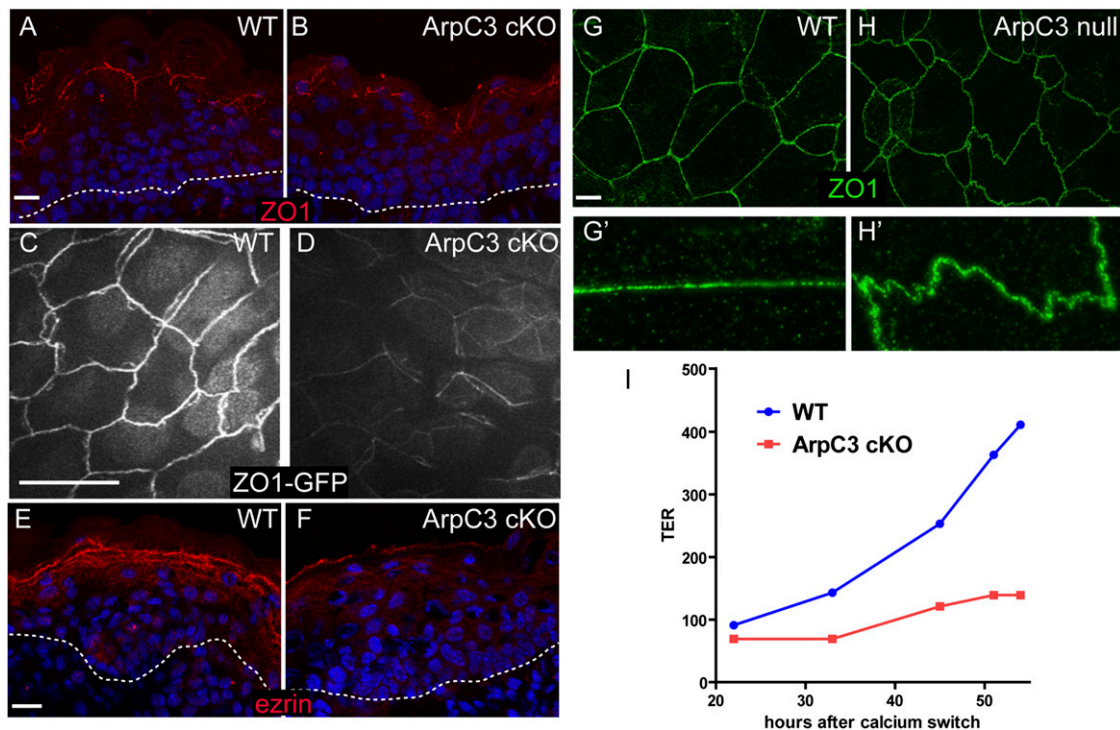 A WT
B ArpC3 cKO
ZO1
C WT
D ArpC3 cKO
ZO1-GFP
E WT
F ArpC3 cKO
ezrin
G WT
H ArpC3 null
ZO1
G'
H'
I
500
400
300
200
100
0
TER
WT
ArpC3 cKO
20 30 40 50
hours after calcium switch